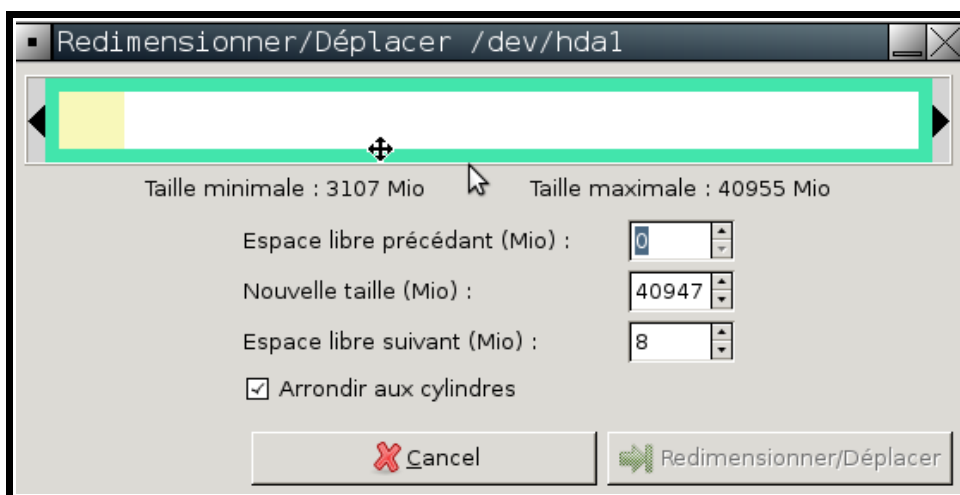 Redimensionner/Déplacer /dev/hda1
Taille minimale : 3107 Mio Taille maximale : 40955 Mio
Espace libre précédant (Mio) : 0
Nouvelle taille (Mio) : 40947
Espace libre suivant (Mio) : 8
Arrondir aux cylindres
Cancel Redimensionner/Déplacer